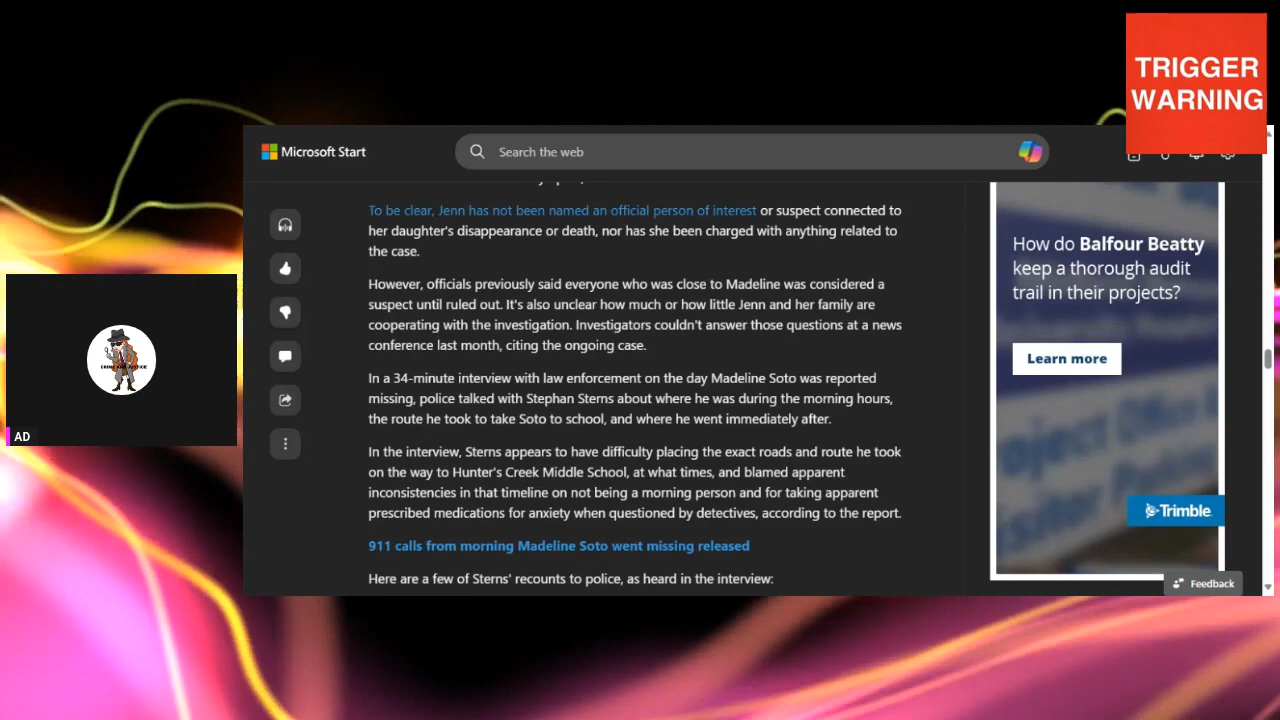 TRIGGER
WARNING
Microsoft Start
Search the web
To be clear, Jenn has not been named an official person of interest or suspect connected to
her daughter's disappearance or death, nor has she been charged with anything related to
the case.
However, officials previously said everyone who was close to Madeline was considered a
suspect until ruled out. It's also unclear how much or how little Jenn and her family are
cooperating with the investigation. Investigators couldn't answer those questions at a news
conference last month, citing the ongoing case.
In a 34-minute interview with law enforcement on the day Madeline Soto was reported
missing, police talked with Stephan Sterns about where he was during the morning hours,
the route he took to take Soto to school, and where he went immediately after.
In the interview, Sterns appears to have difficulty placing the exact roads and route he took
on the way to Hunter's Creek Middle School, at what times, and blamed apparent
inconsistencies in that timeline on not being a morning person and for taking apparent
prescribed medications for anxiety when questioned by detectives, according to the report.
911 calls from morning Madeline Soto went missing released
Here are a few of Sterns' recounts to police, as heard in the interview:
How do Balfour Beatty
keep a thorough audit
trail in their projects?
Learn more
Trimble
Feedback
CRIME AND JUSTICE
AD